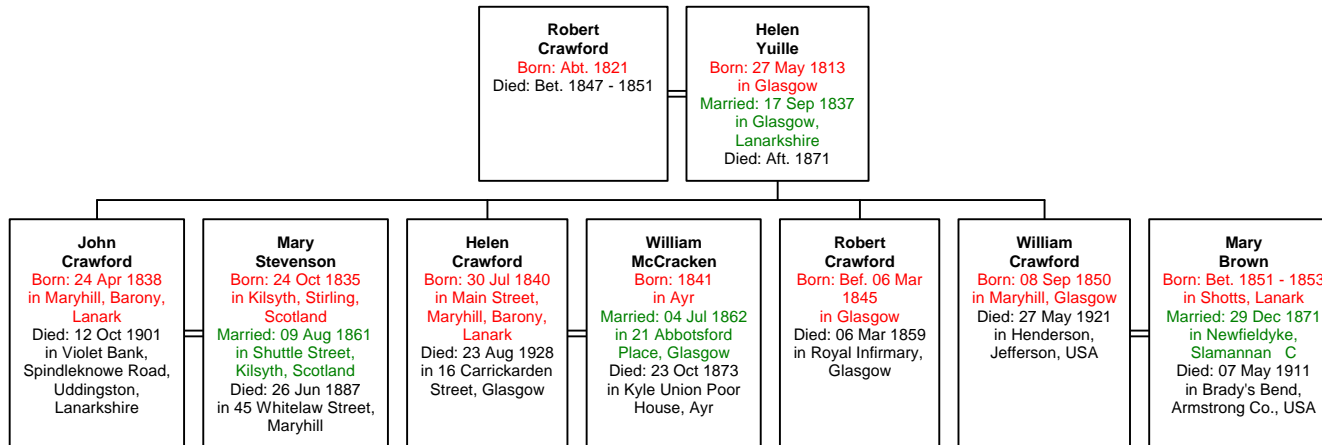 Robert
Crawford
Born: Abt. 1821
Died: Bet. 1847 - 1851
Helen
Yuille
Born: 27 May 1813
in Glasgow
Married: 17 Sep 1837
in Glasgow,
Lanarkshire
Died: Aft. 1871
John
Crawford
Born: 24 Apr 1838
in Maryhill, Barony,
Lanark
Died: 12 Oct 1901
in Violet Bank,
Spindleknowe Road,
Uddingston,
Lanarkshire
Mary
Stevenson
Born: 24 Oct 1835
in Kilsyth, Stirling,
Scotland
Married: 09 Aug 1861
in Shuttle Street,
Kilsyth, Scotland
Died: 26 Jun 1887
in 45 Whitelaw Street,
Maryhill
Helen
Crawford
Born: 30 Jul 1840
in Main Street,
Maryhill, Barony,
Lanark
Died: 23 Aug 1928
in 16 Carrickarden
Street, Glasgow
William
McCracken
Born: 1841
in Ayr
Married: 04 Jul 1862
in 21 Abbotsford
Place, Glasgow
Died: 23 Oct 1873
in Kyle Union Poor
House, Ayr
Robert
Crawford
Born: Bef. 06 Mar
1845
in Glasgow
Died: 06 Mar 1859
in Royal Infirmary,
Glasgow
William
Crawford
Born: 08 Sep 1850
in Maryhill, Glasgow
Died: 27 May 1921
in Henderson,
Jefferson, USA
Mary
Brown
Born: Bet. 1851 - 1853
in Shotts, Lanark
Married: 29 Dec 1871
in Newfieldyke,
Slamannan C
Died: 07 May 1911
in Brady's Bend,
Armstrong Co., USA